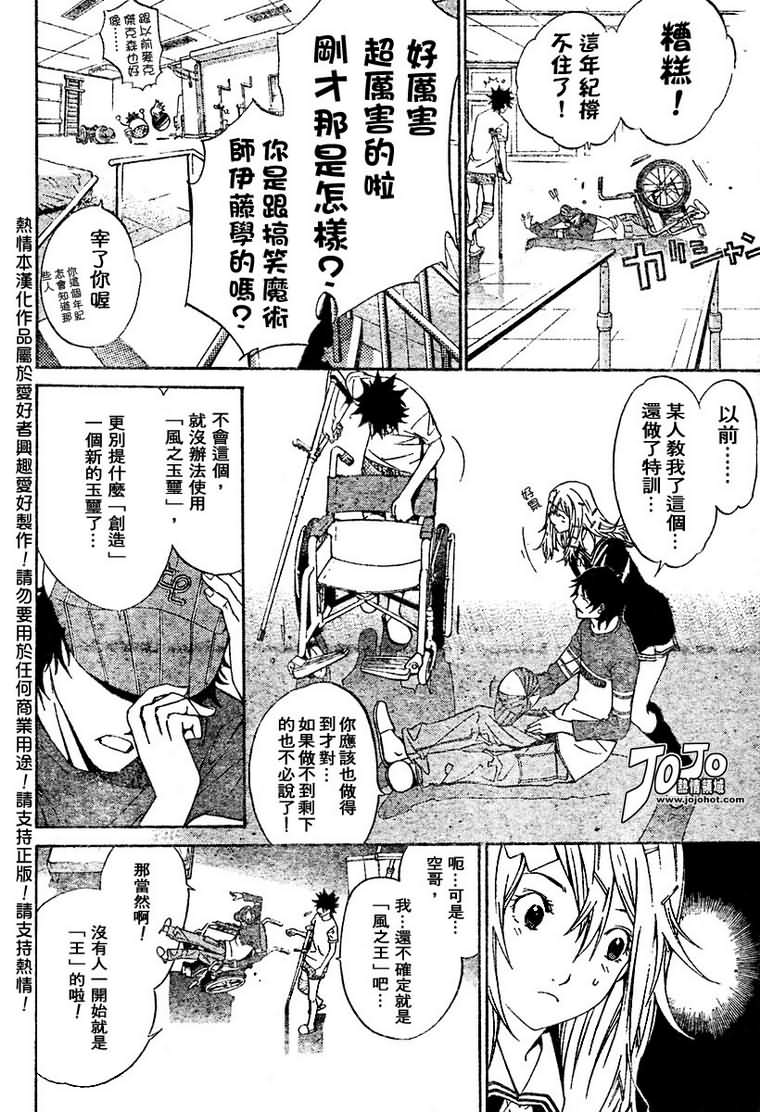 糟糕！
這年紀撐
不住了！
カリミャン
好厲害
超厲害的啦
剛才那是怎樣？
你是跟搞笑魔術
師伊藤學的嗎？
跟以前麥克
傑克森也好
像……
宰了你喔
你這個年紀
志會知道那
些人
以前……
某人教我了這個…
還做了特訓…
你應該也做得
到才對…
如果做不到剩下
的也不必說了！
不會這個，
就沒辦法使用
「風之玉璽」，
更別提什麼「創造」
一個新的玉璽了…
呃…可是…
空哥，
我…還不確定就是
「風之王」吧…
那當然啊！
沒有人一開始就是
「王」的啦！
JOJO
熱情領域
www.jojohot.com
熱情本漢化作品屬於愛好者興趣愛好製作！請勿要用於任何商業用途！請支持正版！請支持熱情！